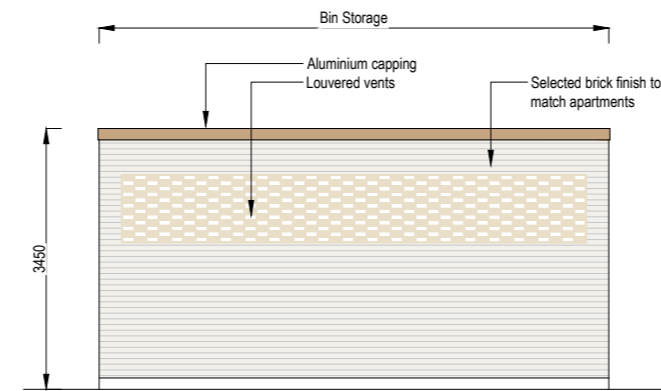 Bin Storage
Aluminium capping
Louvered vents
Selected brick finish to
match apartments
3450